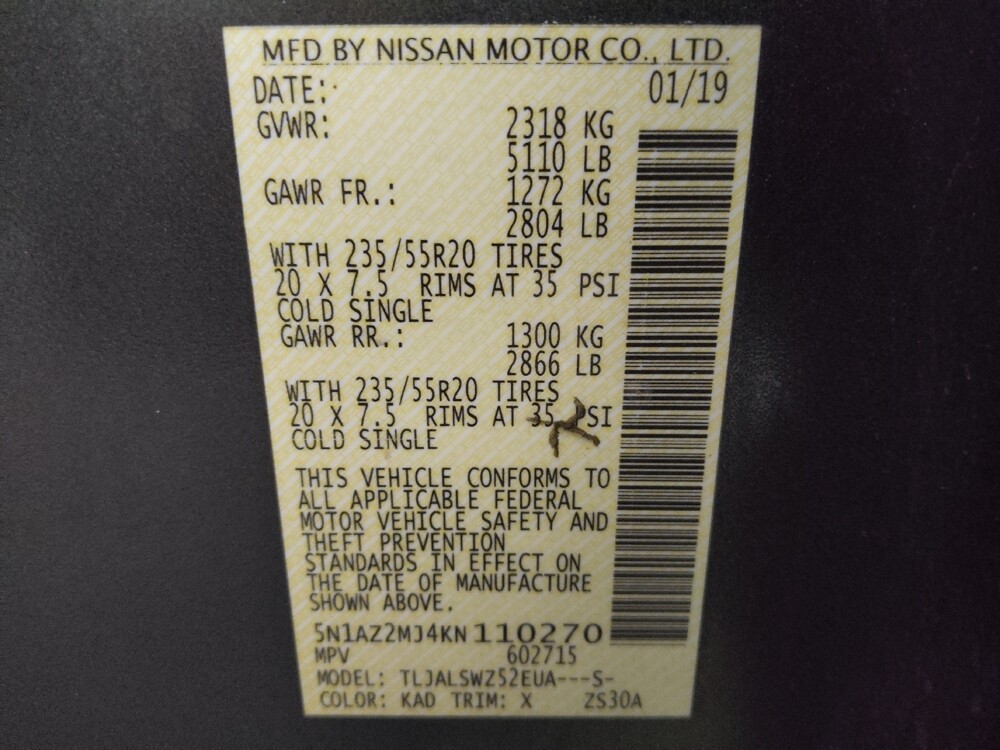 MFD BY NISSAN MOTOR CO., LTD.
DATE: 01/19
GVWR: 2318 KG
5110 LB
GAWR FR.: 1272 KG
2804 LB
WITH 235/55R20 TIRES
20 X 7.5 RIMS AT 35 PSI
COLD SINGLE
GAWR RR.: 1300 KG
2866 LB
WITH 235/55R20 TIRES
20 X 7.5 RIMS AT 35 PSI
COLD SINGLE
THIS VEHICLE CONFORMS TO
ALL APPLICABLE FEDERAL
MOTOR VEHICLE SAFETY AND
THEFT PREVENTION
STANDARDS IN EFFECT ON
THE DATE OF MANUFACTURE
SHOWN ABOVE.
5N1AZ2MJ4KN110270
MPV 602715
MODEL: TLJALSWZ52EUA---S-
COLOR: KAD TRIM: X ZS30A